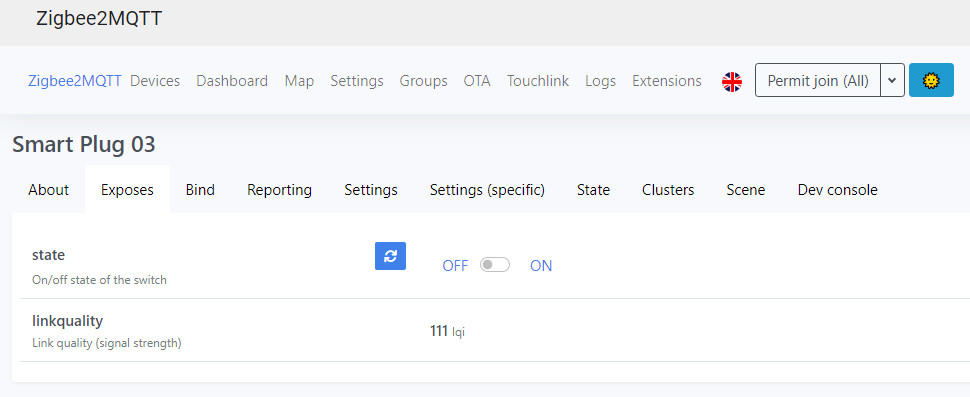 Zigbee2MQTT
Zigbee2MQTT Devices Dashboard Map Settings Groups OTA Touchlink Logs Extensions Permit join (All)
Smart Plug 03
About Exposes Bind Reporting Settings Settings (specific) State Clusters Scene Dev console
state
OFF ON
On/off state of the switch
linkquality
111 lqi
Link quality (signal strength)